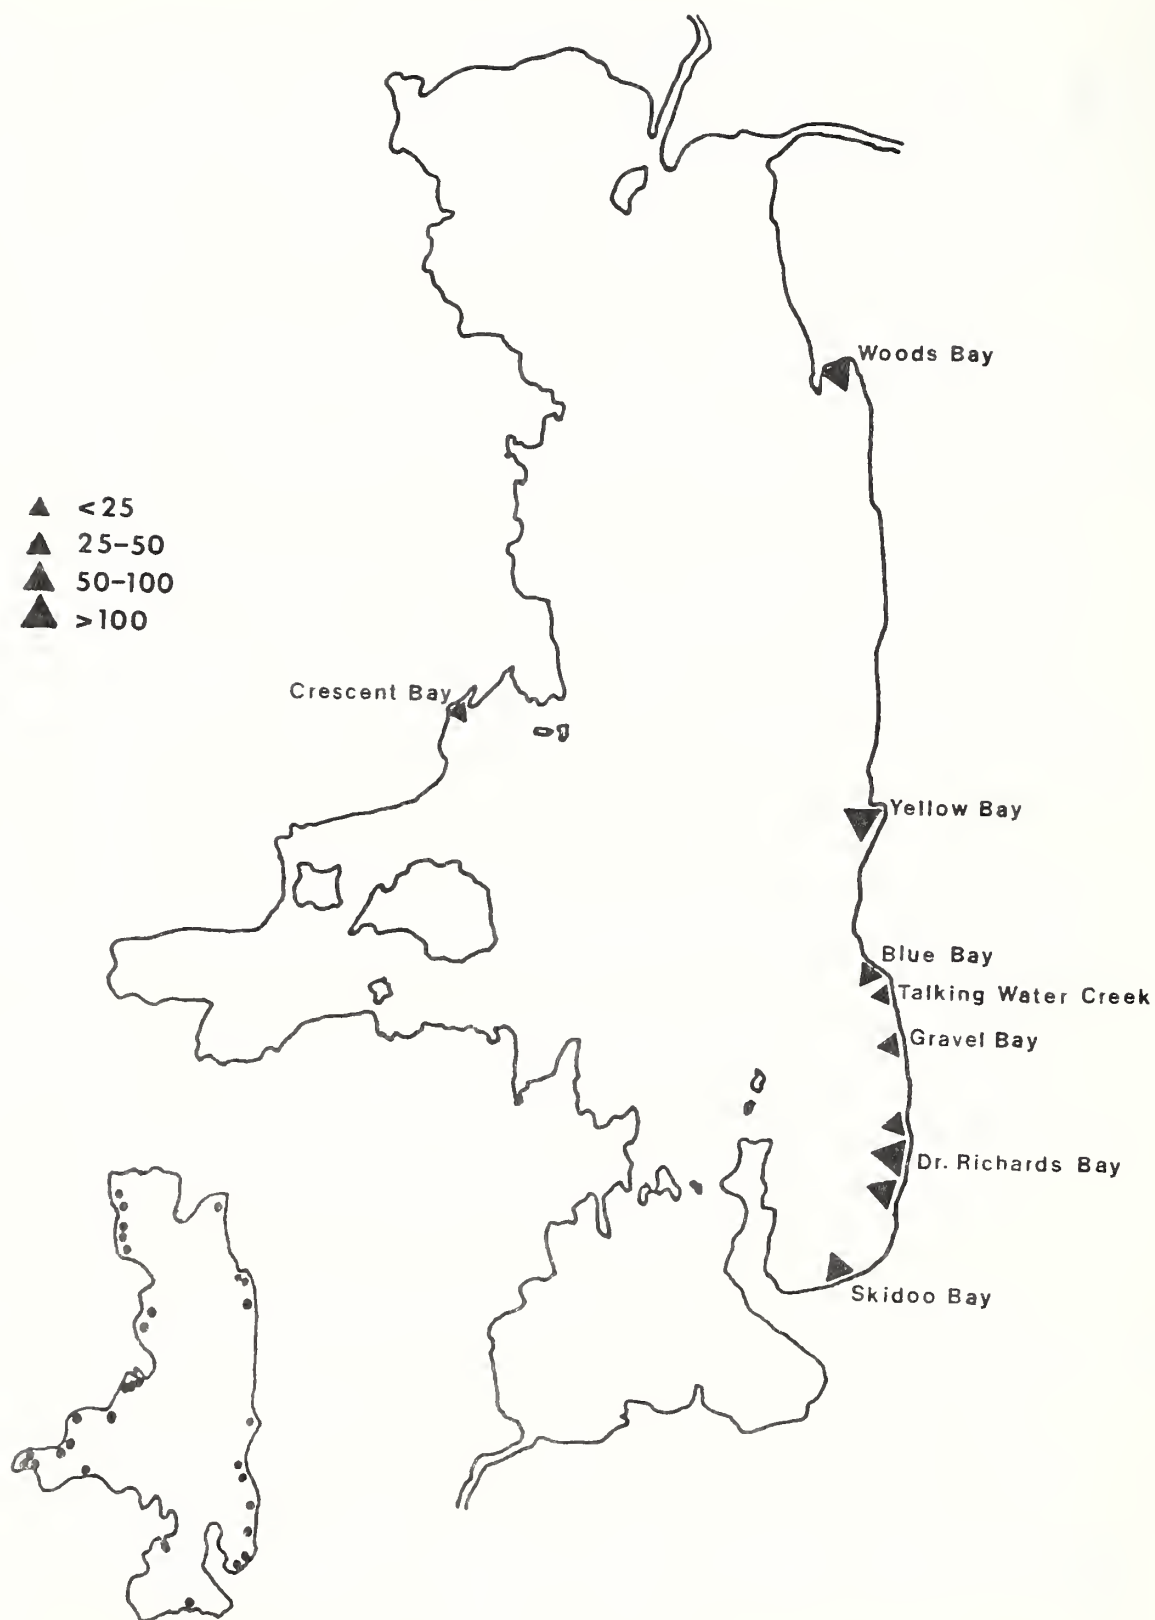 Woods Bay
<25
25-50
50-100
>100
Crescent Bay
Yellow Bay
Blue Bay
Talking Water Creek
Gravel Bay
Dr. Richards Bay
Skidoo Bay